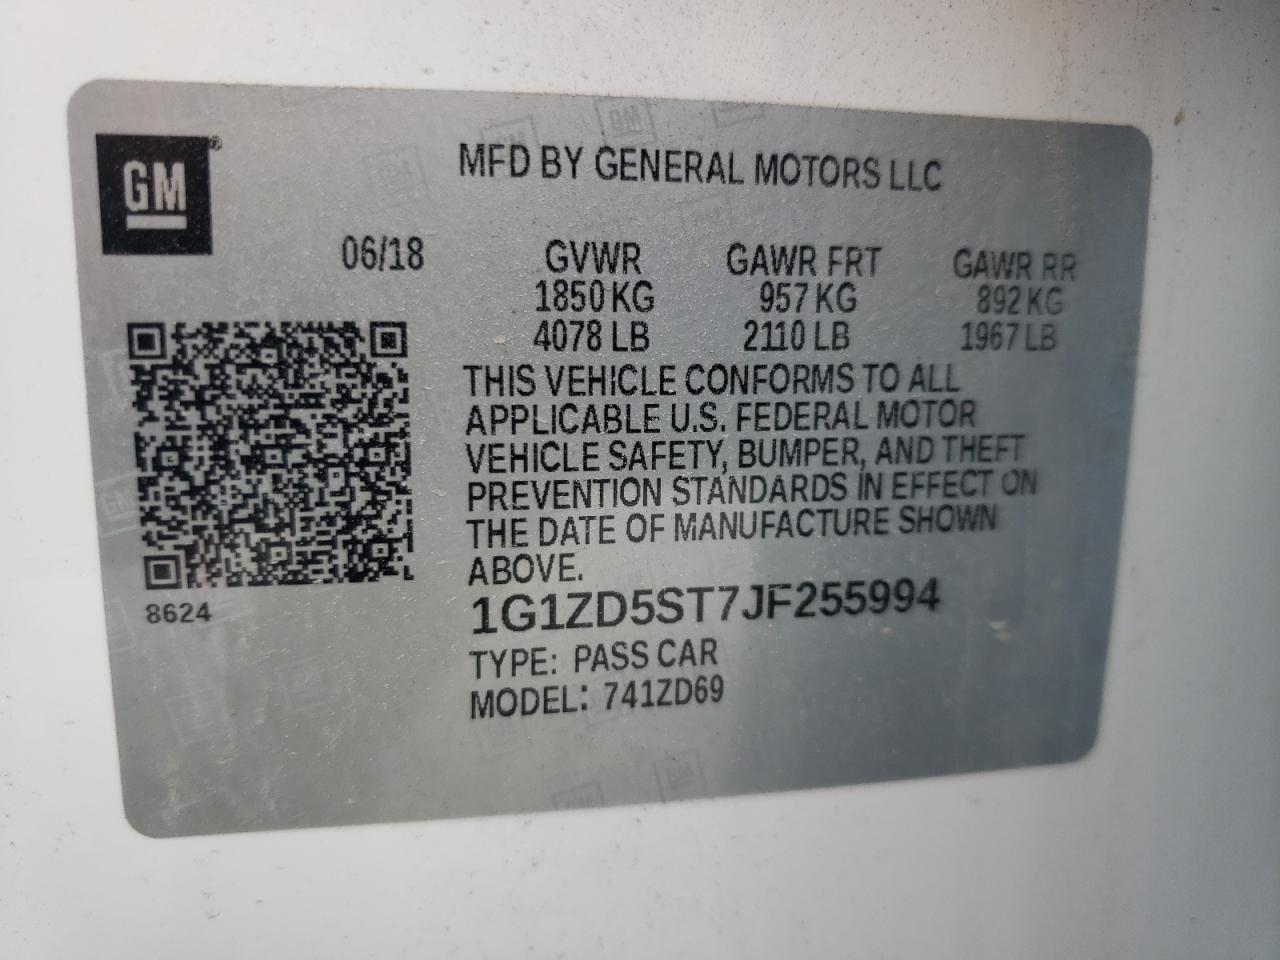 GM®
MFD BY GENERAL MOTORS LLC
06/18 GVWR GAWR FRT GAWR RR
1850 KG 957 KG 892 KG
4078 LB 2110 LB 1967 LB
THIS VEHICLE CONFORMS TO ALL
APPLICABLE U.S. FEDERAL MOTOR
VEHICLE SAFETY, BUMPER, AND THEFT
PREVENTION STANDARDS IN EFFECT ON
THE DATE OF MANUFACTURE SHOWN
ABOVE.
8624
1G1ZD5ST7JF255994
TYPE: PASS CAR
MODEL: 741ZD69